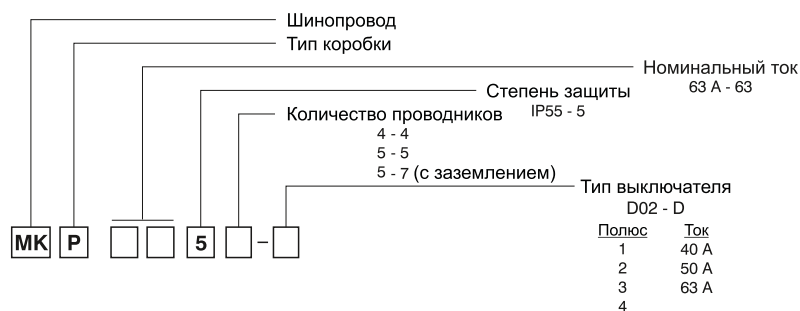 Шинопровод
Тип коробки
Номинальный ток
63 А - 63
Степень защиты
IP55 - 5
Количество проводников
4 - 4
5 - 5
5 - 7 (с заземлением)
Тип выключателя
D02 - D
Полюс Ток
1 40 А
2 50 А
3 63 А
4
MK P 5 –